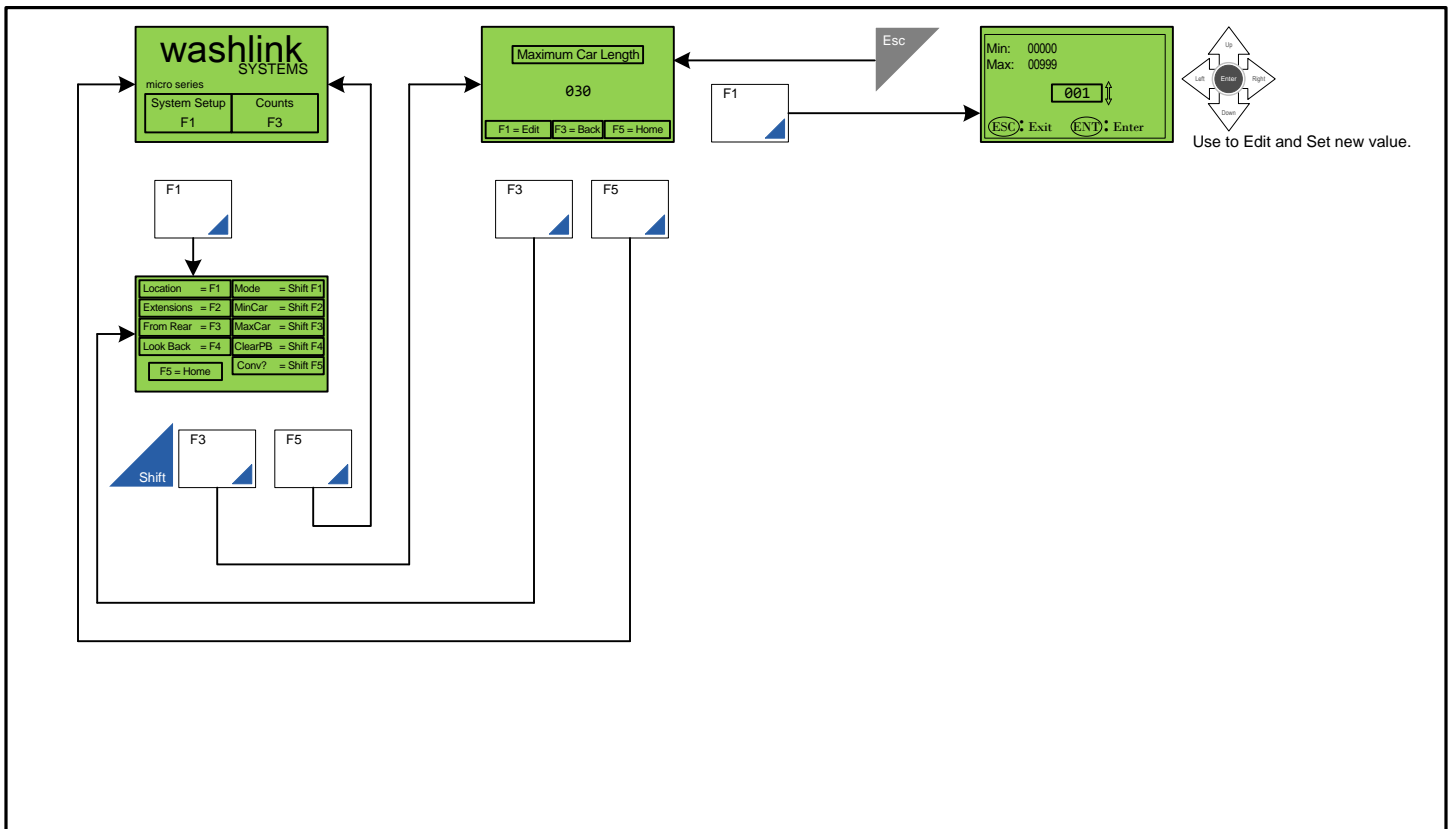 washlink
SYSTEMS
micro series
System Setup Counts
F1 F3
Maximum Car Length
030
F1 = Edit F3 = Back F5 = Home
Esc
F1
Min: 00000
Max: 00999
001
ESC: Exit ENT: Enter
Up
Left Enter Right
Down
Use to Edit and Set new value.
F1
F3 F5
Location = F1 Mode = Shift F1
Extensions = F2 MinCar = Shift F2
From Rear = F3 MaxCar = Shift F3
Look Back = F4 ClearPB = Shift F4
F5 = Home Conv? = Shift F5
Shift F3 F5